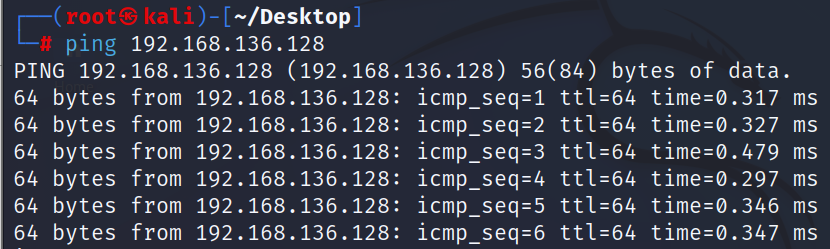 ┌──(root㉿kali)-[~/Desktop]
└─# ping 192.168.136.128
PING 192.168.136.128 (192.168.136.128) 56(84) bytes of data.
64 bytes from 192.168.136.128: icmp_seq=1 ttl=64 time=0.317 ms
64 bytes from 192.168.136.128: icmp_seq=2 ttl=64 time=0.327 ms
64 bytes from 192.168.136.128: icmp_seq=3 ttl=64 time=0.479 ms
64 bytes from 192.168.136.128: icmp_seq=4 ttl=64 time=0.297 ms
64 bytes from 192.168.136.128: icmp_seq=5 ttl=64 time=0.346 ms
64 bytes from 192.168.136.128: icmp_seq=6 ttl=64 time=0.347 ms